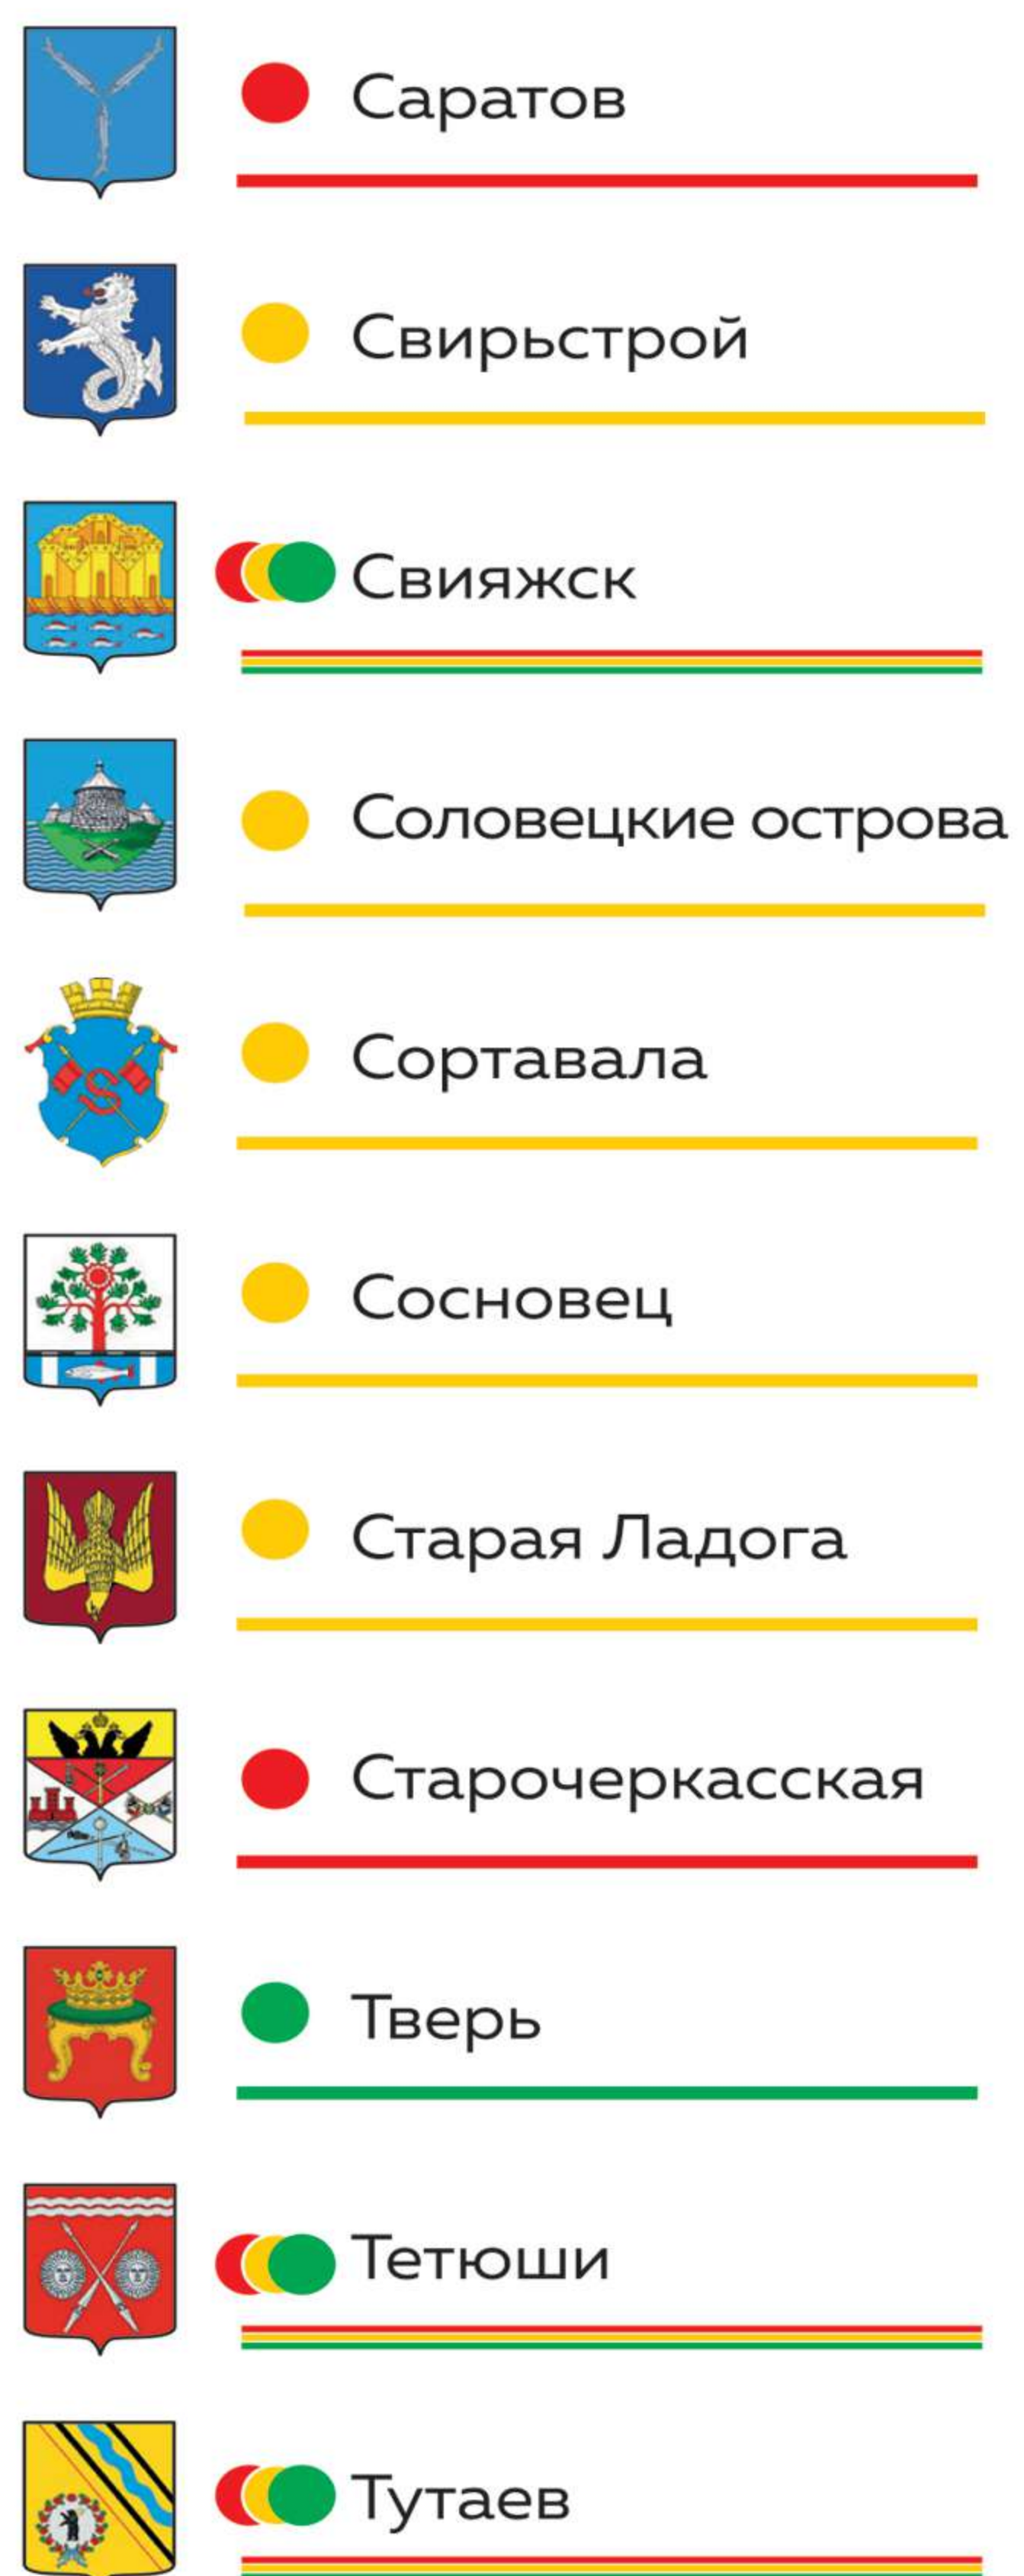 Саратов
Свирьстрой
Свияжск
Соловецкие острова
Сортавала
Сосновец
Старая Ладога
Старочеркасская
Тверь
Тетюши
Тутаев